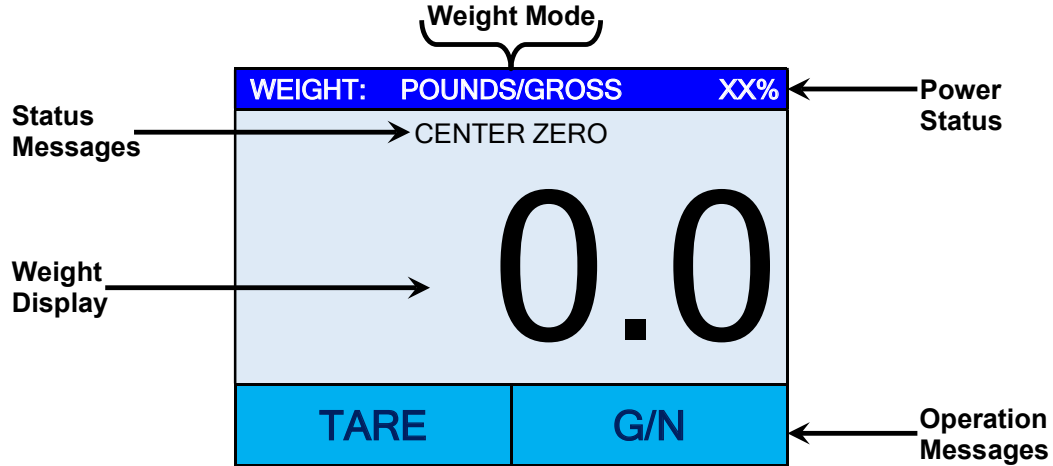 Weight Mode
WEIGHT: POUNDS/GROSS XX%
Power
Status
Status
Messages
CENTER ZERO
0.0
Weight
Display
TARE G/N
Operation
Messages